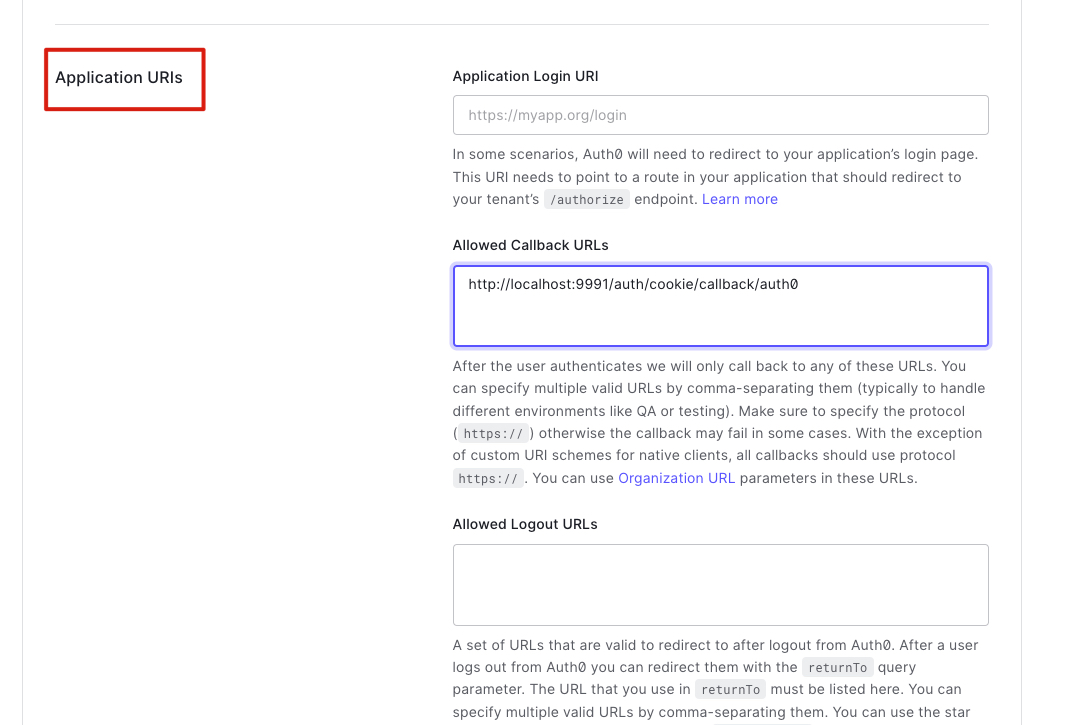 Application URIs
Application Login URI
https://myapp.org/login
In some scenarios, Auth0 will need to redirect to your application’s login page.
This URI needs to point to a route in your application that should redirect to
your tenant’s /authorize endpoint. Learn more
Allowed Callback URLs
http://localhost:9991/auth/cookie/callback/auth0
After the user authenticates we will only call back to any of these URLs. You
can specify multiple valid URLs by comma-separating them (typically to handle
different environments like QA or testing). Make sure to specify the protocol
( https:// ) otherwise the callback may fail in some cases. With the exception
of custom URI schemes for native clients, all callbacks should use protocol
https:// . You can use Organization URL parameters in these URLs.
Allowed Logout URLs
A set of URLs that are valid to redirect to after logout from Auth0. After a user
logs out from Auth0 you can redirect them with the returnTo query
parameter. The URL that you use in returnTo must be listed here. You can
specify multiple valid URLs by comma-separating them. You can use the star